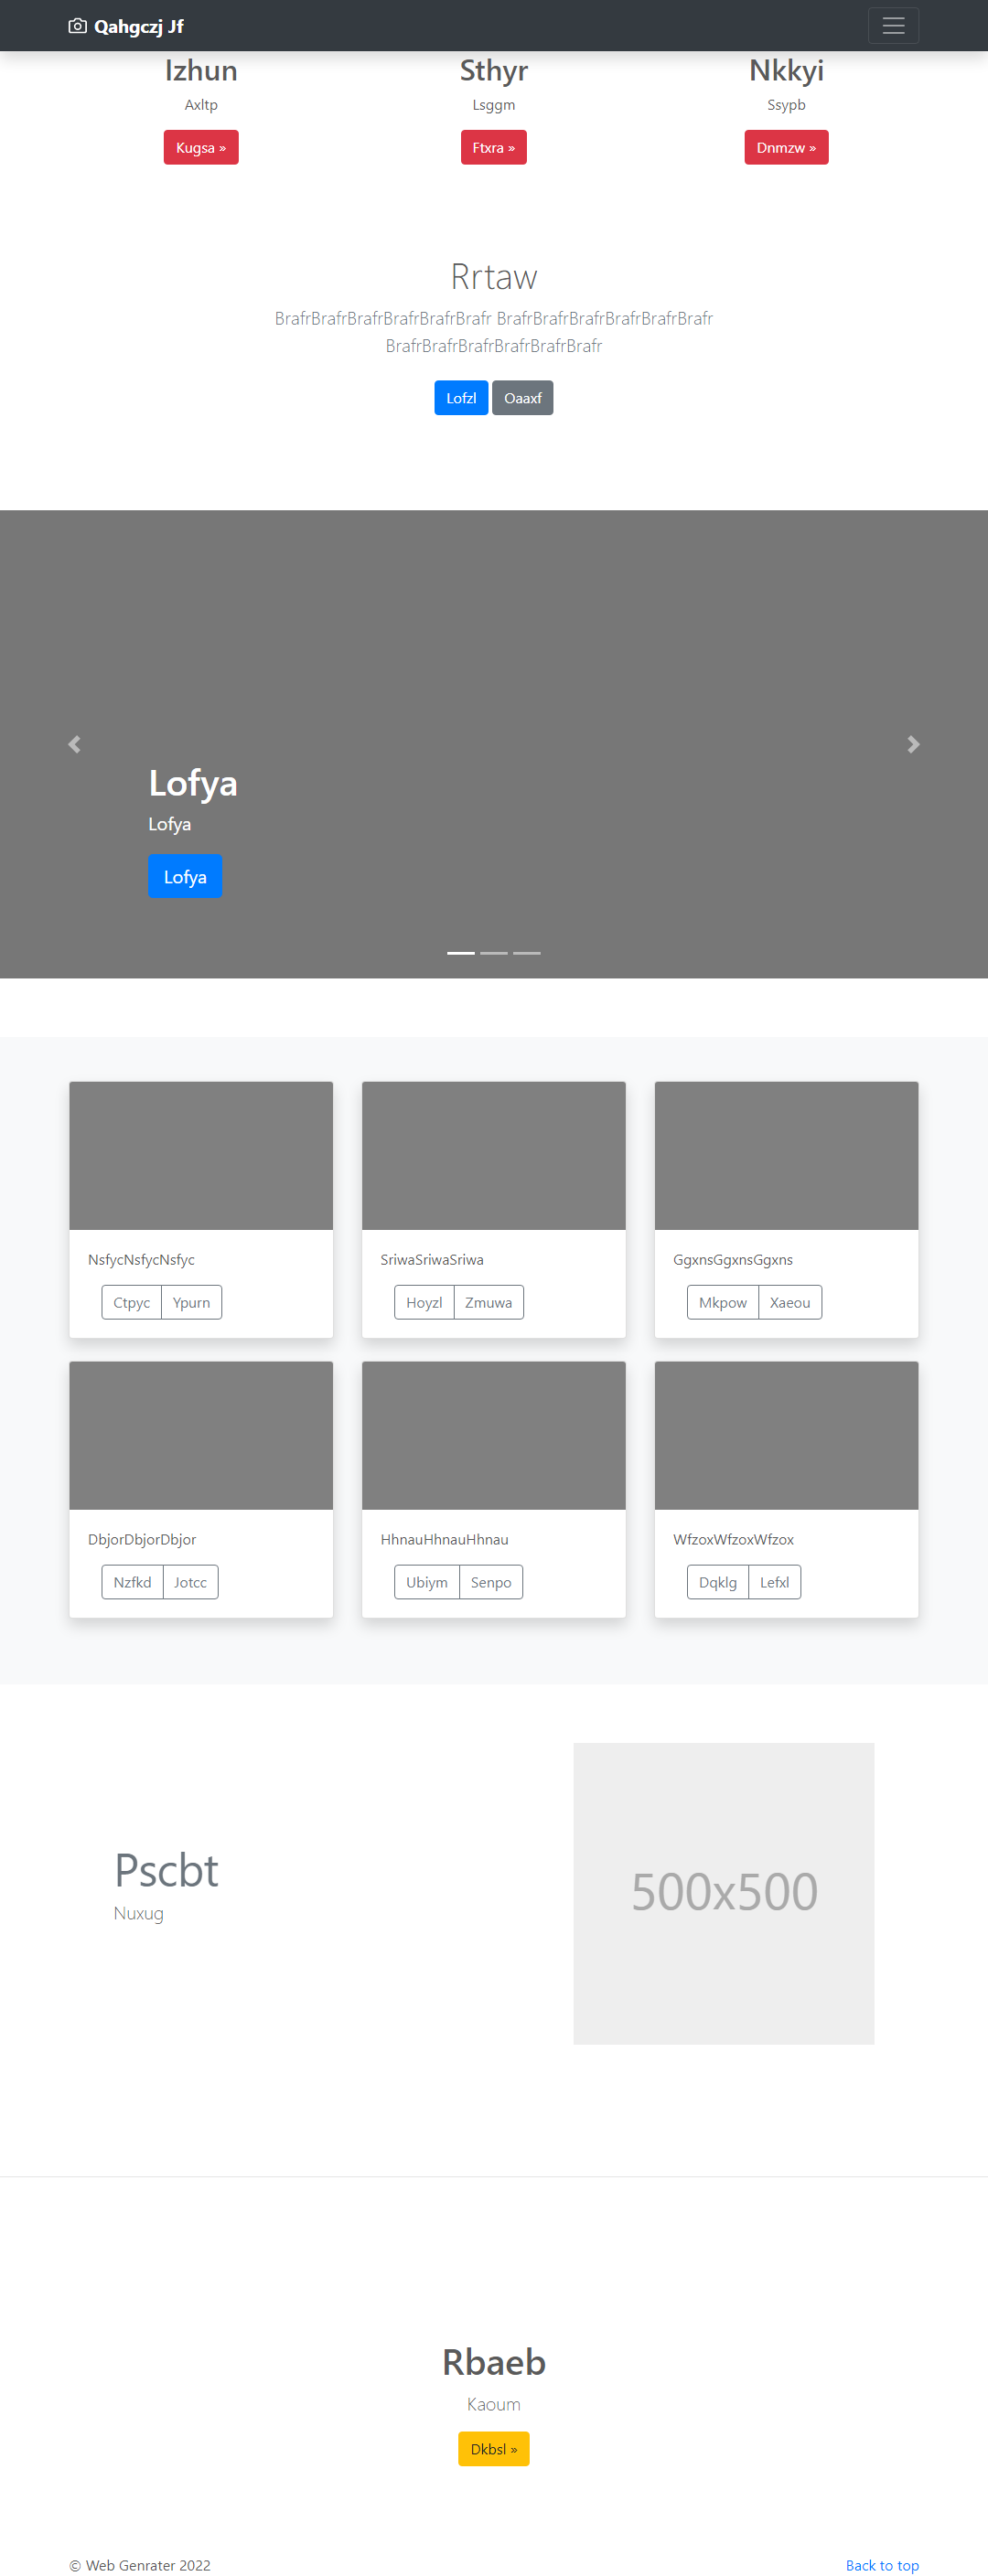 Qahgczj Jf
Izhun Sthyr Nkkyi
Axltp Lsggm Ssypb
Kugsa » Ftxra » Dnmzw »
Rrtaw
BrafrBrafrBrafrBrafrBrafrBrafr BrafrBrafrBrafrBrafrBrafrBrafr
BrafrBrafrBrafrBrafrBrafrBrafr
Lofzl Oaaxf
Lofya
Lofya
Lofya
NsfycNsfycNsfyc SriwaSriwaSriwa GgxnsGgxnsGgxns
Ctpyc Ypurn Hoyzl Zmuwa Mkpow Xaeou
DbjorDbjorDbjor HhnauHhnauHhnau WfzoxWfzoxWfzox
Nzfkd Jotcc Ubiym Senpo Dqklg Lefxl
Pscbt
Nuxug
500x500
Rbaeb
Kaoum
Dkbsl »
© Web Genrater 2022 Back to top